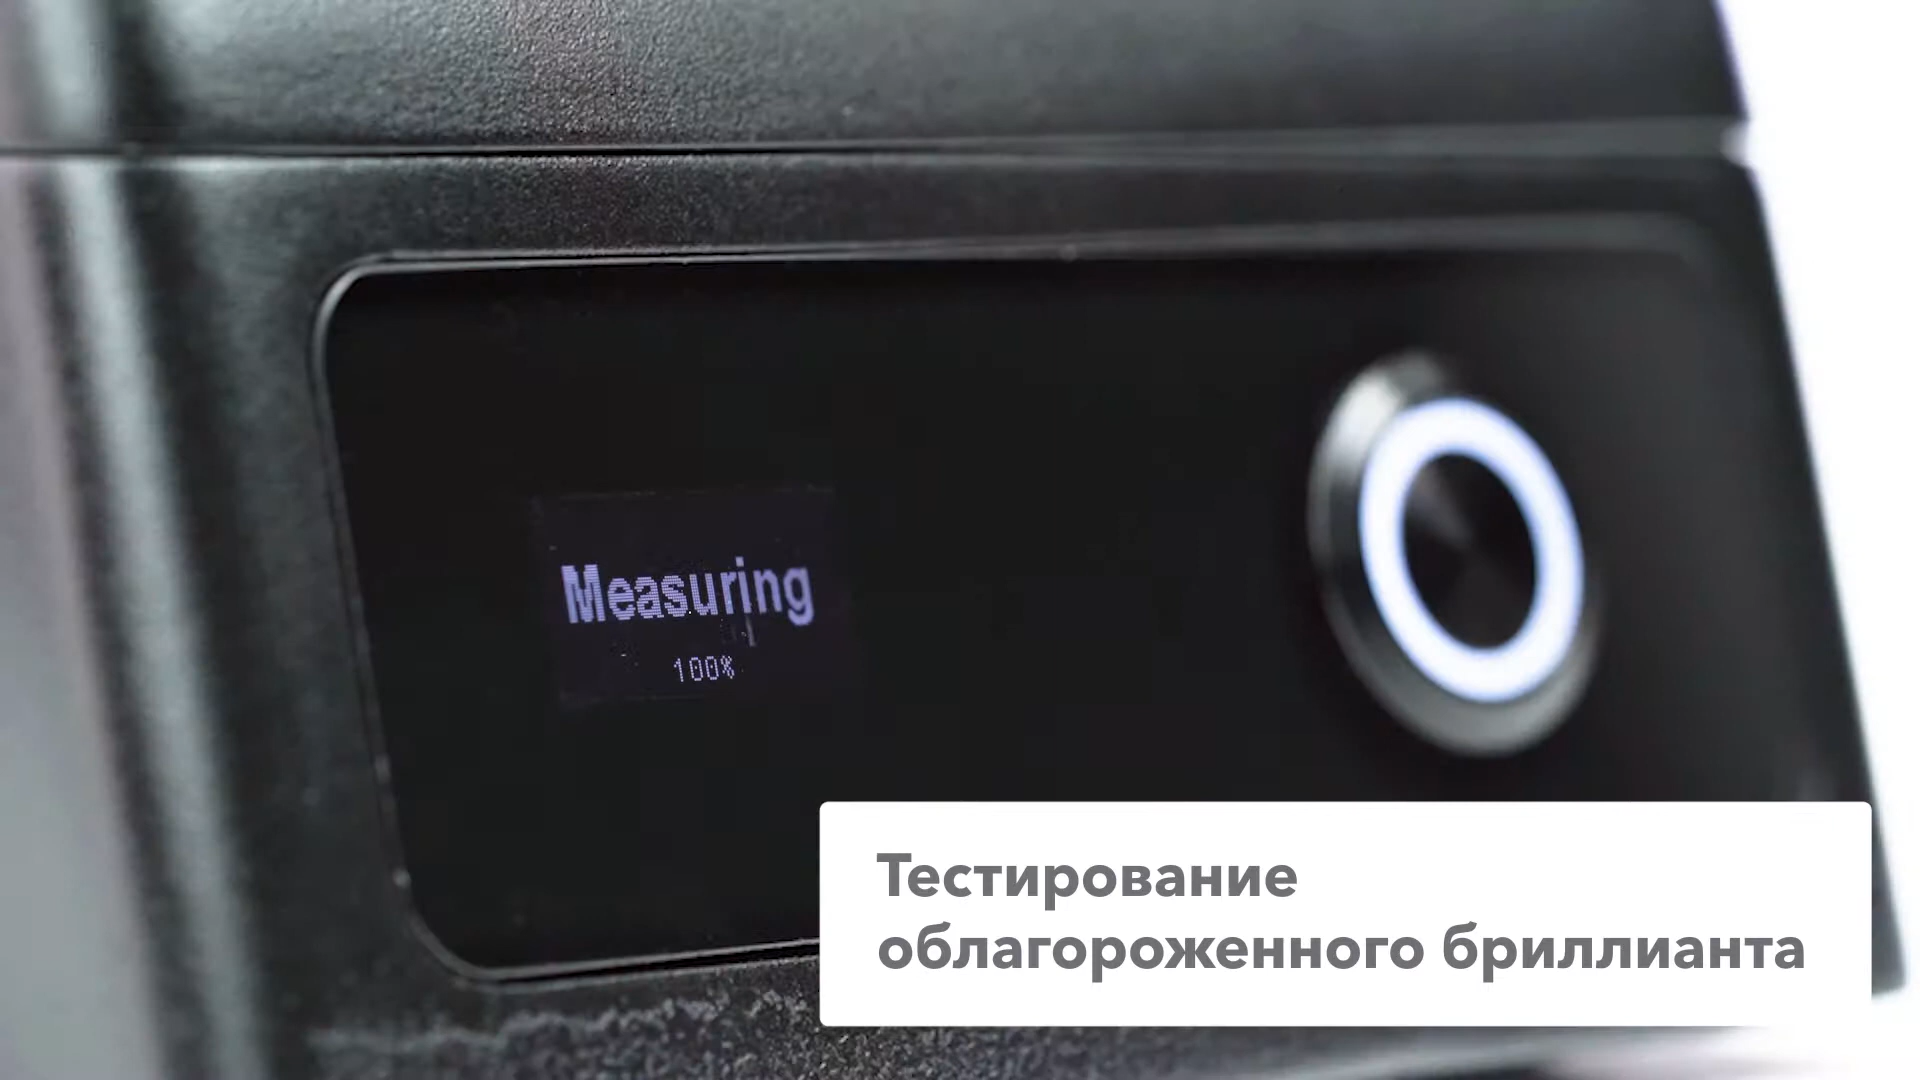 Measuring
100%
Тестирование
облагороженного бриллианта